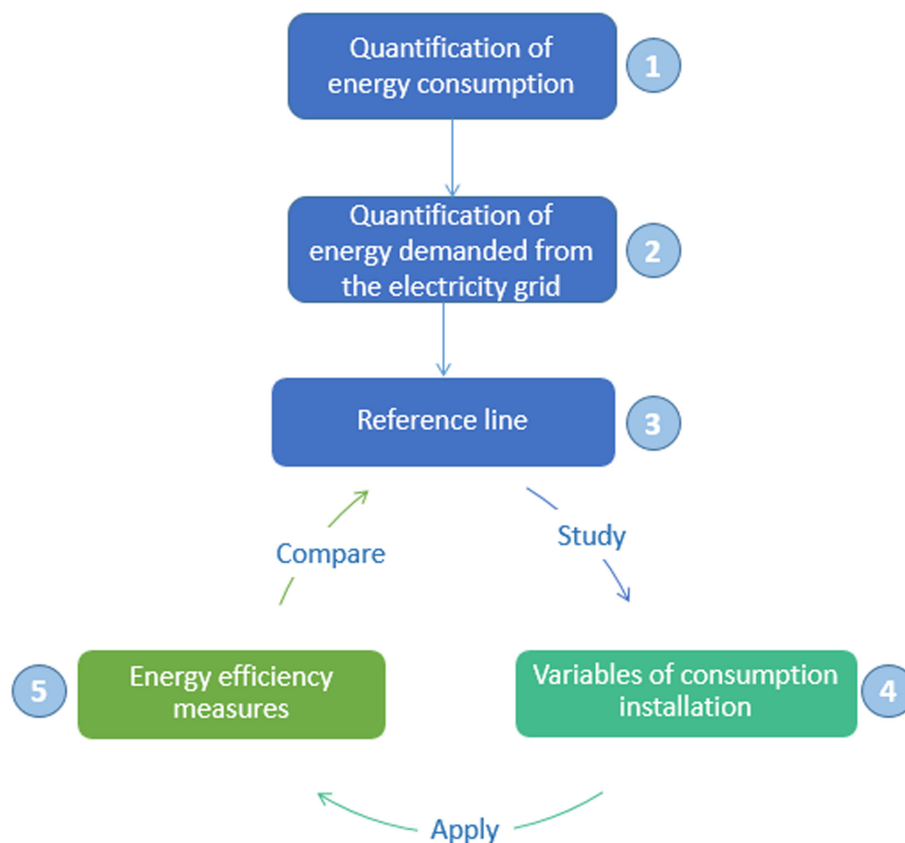 Quantification of
energy consumption
1
Quantification of
energy demanded from
the electricity grid
2
Reference line
3
Compare
Study
5
Energy efficiency
measures
Variables of consumption
installation
4
Apply